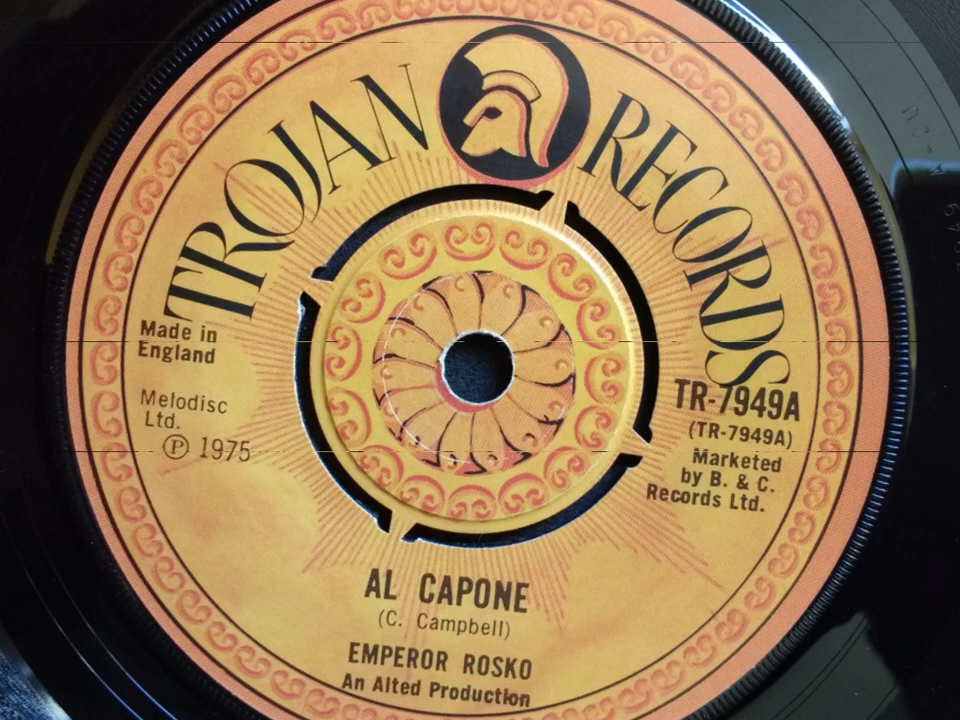 TROJAN RECORDS
Made in
England
Melodisc
Ltd.
Ⓟ 1975
TR-7949A
(TR-7949A)
Marketed
by B. & C.
Records Ltd.
AL CAPONE
(C. Campbell)
EMPEROR ROSKO
An Alted Production